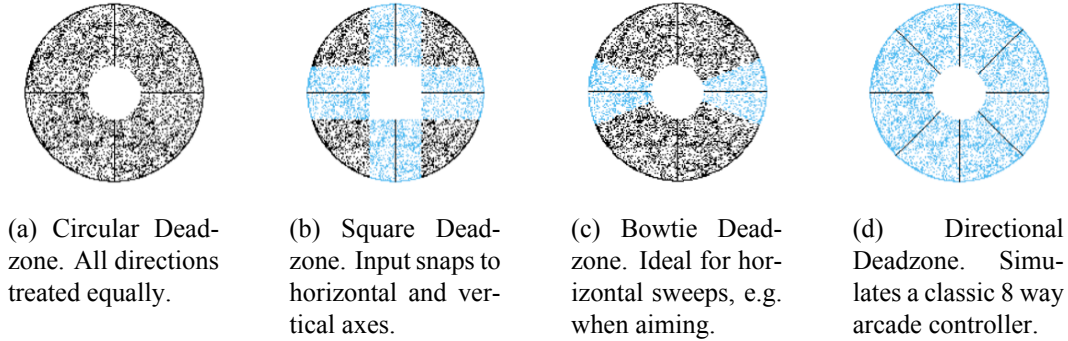 (a) Circular Dead-
zone. All directions
treated equally.
(b) Square Dead-
zone. Input snaps to
horizontal and ver-
tical axes.
(c) Bowtie Dead-
zone. Ideal for hor-
izontal sweeps, e.g.
when aiming.
(d) Directional
Deadzone. Simu-
lates a classic 8 way
arcade controller.